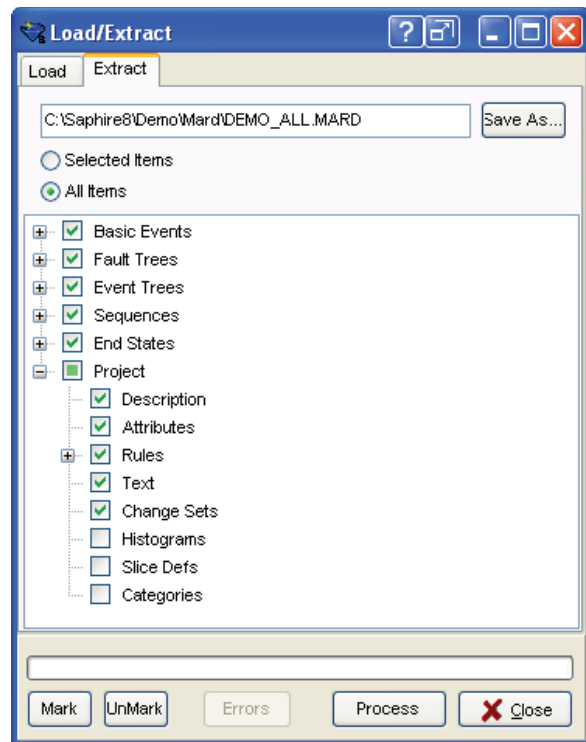 Load/Extract
Load Extract
C:\Saphire8\Demo\Mard\DEMO_ALL.MARD Save As...
Selected Items
All Items
Basic Events
Fault Trees
Event Trees
Sequences
End States
Project
Description
Attributes
Rules
Text
Change Sets
Histograms
Slice Defs
Categories
Mark UnMark Errors Process Close